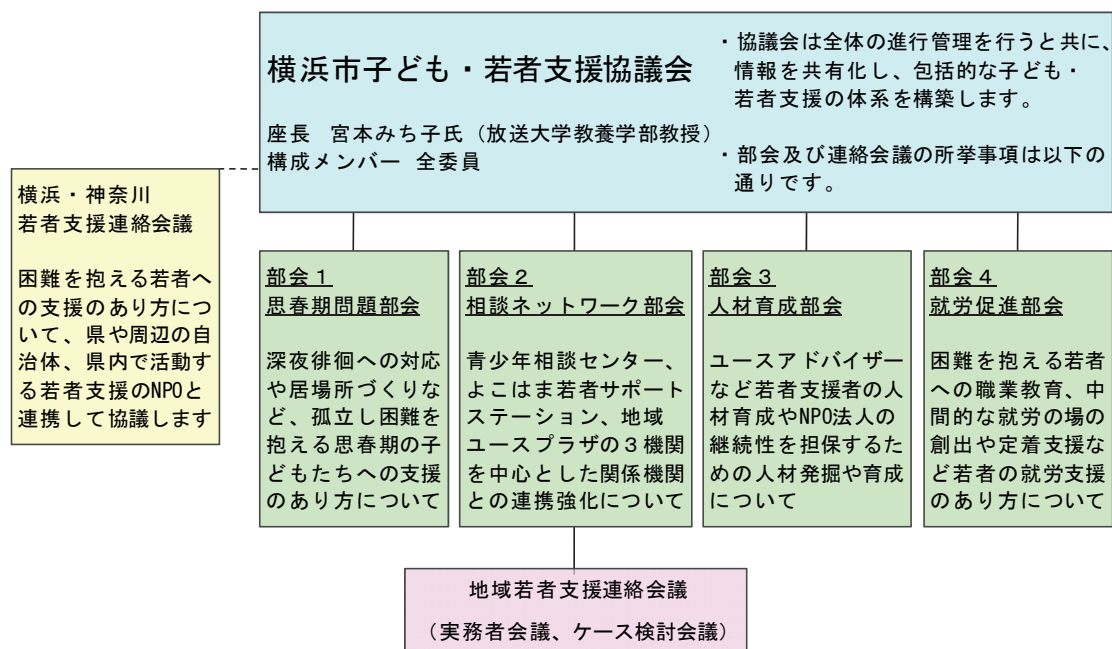 横浜市子ども・若者支援協議会
座長　宮本みち子氏（放送大学教養学部教授）
構成メンバー　全委員
・協議会は全体の進行管理を行うと共に、
情報を共有化し、包括的な子ども・
若者支援の体系を構築します。
・部会及び連絡会議の所挙事項は以下の
通りです。
横浜・神奈川
若者支援連絡会議
困難を抱える若者へ
の支援のあり方につ
いて、県や周辺の自
治体、県内で活動す
る若者支援のNPOと
連携して協議します
部会１
思春期問題部会
深夜徘徊への対応
や居場所づくりな
ど、孤立し困難を
抱える思春期の子
どもたちへの支援
のあり方について
部会２
相談ネットワーク部会
青少年相談センター、
よこはま若者サポート
ステーション、地域
ユースプラザの３機関
を中心とした関係機関
との連携強化について
部会３
人材育成部会
ユースアドバイザー
など若者支援者の人
材育成やNPO法人の
継続性を担保するた
めの人材発掘や育成
について
部会４
就労促進部会
困難を抱える若者
への職業教育、中
間的な就労の場の
創出や定着支援な
ど若者の就労支援
のあり方について
地域若者支援連絡会議
（実務者会議、ケース検討会議）